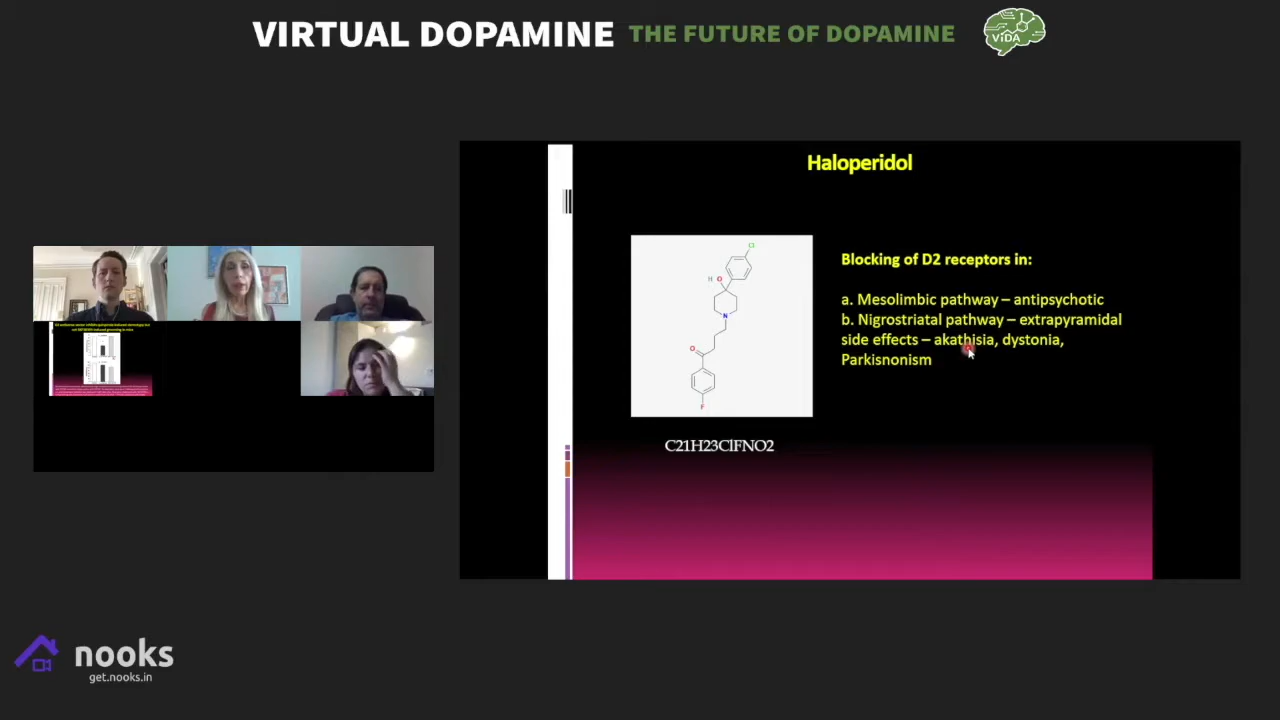 VIRTUAL DOPAMINE THE FUTURE OF DOPAMINE
ViDA
Haloperidol
Cl
H O
N
O
F
Blocking of D2 receptors in:
a. Mesolimbic pathway – antipsychotic
b. Nigrostriatal pathway – extrapyramidal
side effects – akathisia, dystonia,
Parkisnonism
C21H23ClFNO2
nooks
get.nooks.in